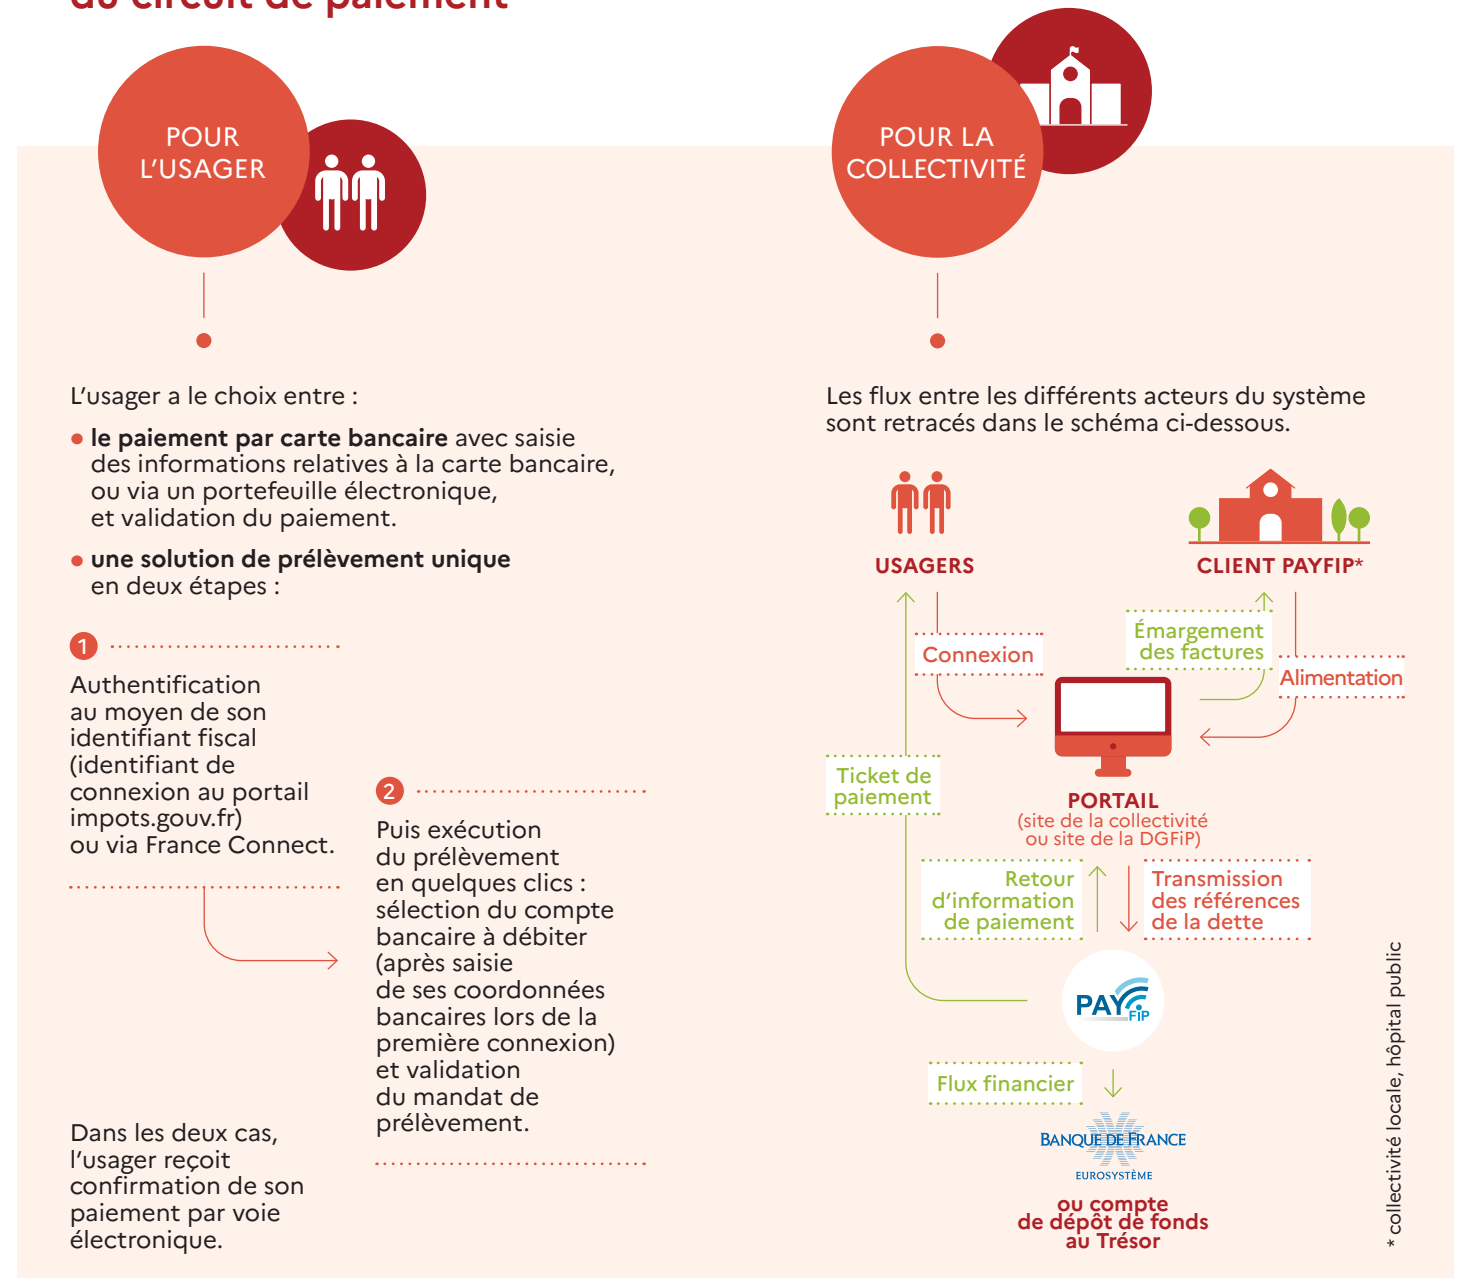 du circuit de paiement
POUR
L'USAGER
POUR LA
COLLECTIVITÉ
L'usager a le choix entre :
• le paiement par carte bancaire avec saisie
des informations relatives à la carte bancaire,
ou via un portefeuille électronique,
et validation du paiement.
• une solution de prélèvement unique
en deux étapes :
1
Authentification
au moyen de son
identifiant fiscal
(identifiant de
connexion au portail
impots.gouv.fr)
ou via France Connect.
2
Puis exécution
du prélèvement
en quelques clics :
sélection du compte
bancaire à débiter
(après saisie
de ses coordonnées
bancaires lors de la
première connexion)
et validation
du mandat de
prélèvement.
Dans les deux cas,
l'usager reçoit
confirmation de son
paiement par voie
électronique.
Les flux entre les différents acteurs du système
sont retracés dans le schéma ci-dessous.
USAGERS
CLIENT PAYFIP*
Connexion
Émargement
des factures
Alimentation
Ticket de
paiement
PORTAIL
(site de la collectivité
ou site de la DGFiP)
Retour
d'information
de paiement
Transmission
des références
de la dette
PAY
FiP
Flux financier
BANQUE DE FRANCE
EUROSYSTÈME
ou compte
de dépôt de fonds
au Trésor
* collectivité locale, hôpital public